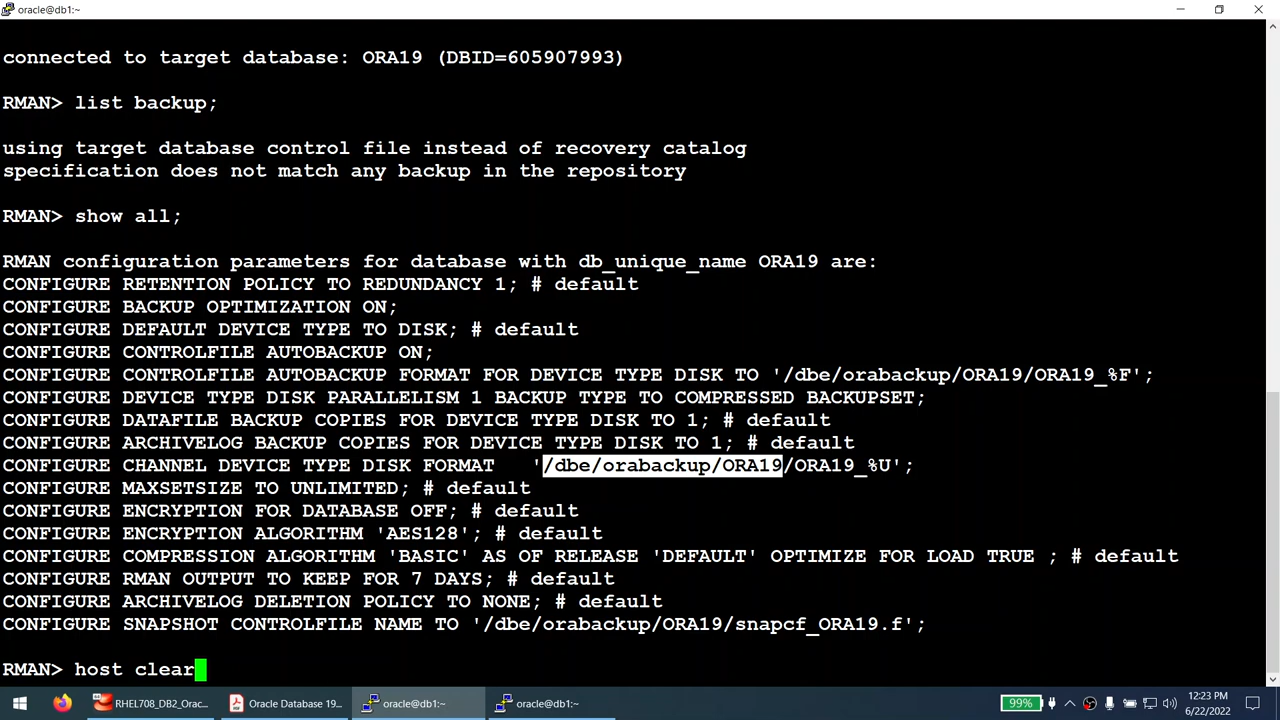 oracle@db1:~
connected to target database: ORA19 (DBID=605907993)
RMAN> list backup;
using target database control file instead of recovery catalog
specification does not match any backup in the repository
RMAN> show all;
RMAN configuration parameters for database with db_unique_name ORA19 are:
CONFIGURE RETENTION POLICY TO REDUNDANCY 1; # default
CONFIGURE BACKUP OPTIMIZATION ON;
CONFIGURE DEFAULT DEVICE TYPE TO DISK; # default
CONFIGURE CONTROLFILE AUTOBACKUP ON;
CONFIGURE CONTROLFILE AUTOBACKUP FORMAT FOR DEVICE TYPE DISK TO '/dbe/orabackup/ORA19/ORA19_%F';
CONFIGURE DEVICE TYPE DISK PARALLELISM 1 BACKUP TYPE TO COMPRESSED BACKUPSET;
CONFIGURE DATAFILE BACKUP COPIES FOR DEVICE TYPE DISK TO 1; # default
CONFIGURE ARCHIVELOG BACKUP COPIES FOR DEVICE TYPE DISK TO 1; # default
CONFIGURE CHANNEL DEVICE TYPE DISK FORMAT   '/dbe/orabackup/ORA19/ORA19_%U';
CONFIGURE MAXSETSIZE TO UNLIMITED; # default
CONFIGURE ENCRYPTION FOR DATABASE OFF; # default
CONFIGURE ENCRYPTION ALGORITHM 'AES128'; # default
CONFIGURE COMPRESSION ALGORITHM 'BASIC' AS OF RELEASE 'DEFAULT' OPTIMIZE FOR LOAD TRUE ; # default
CONFIGURE RMAN OUTPUT TO KEEP FOR 7 DAYS; # default
CONFIGURE ARCHIVELOG DELETION POLICY TO NONE; # default
CONFIGURE SNAPSHOT CONTROLFILE NAME TO '/dbe/orabackup/ORA19/snapcf_ORA19.f';
RMAN> host clear
RHEL708_DB2_Orac...
Oracle Database 19...
oracle@db1:~
oracle@db1:~
99%
12:23 PM
6/22/2022